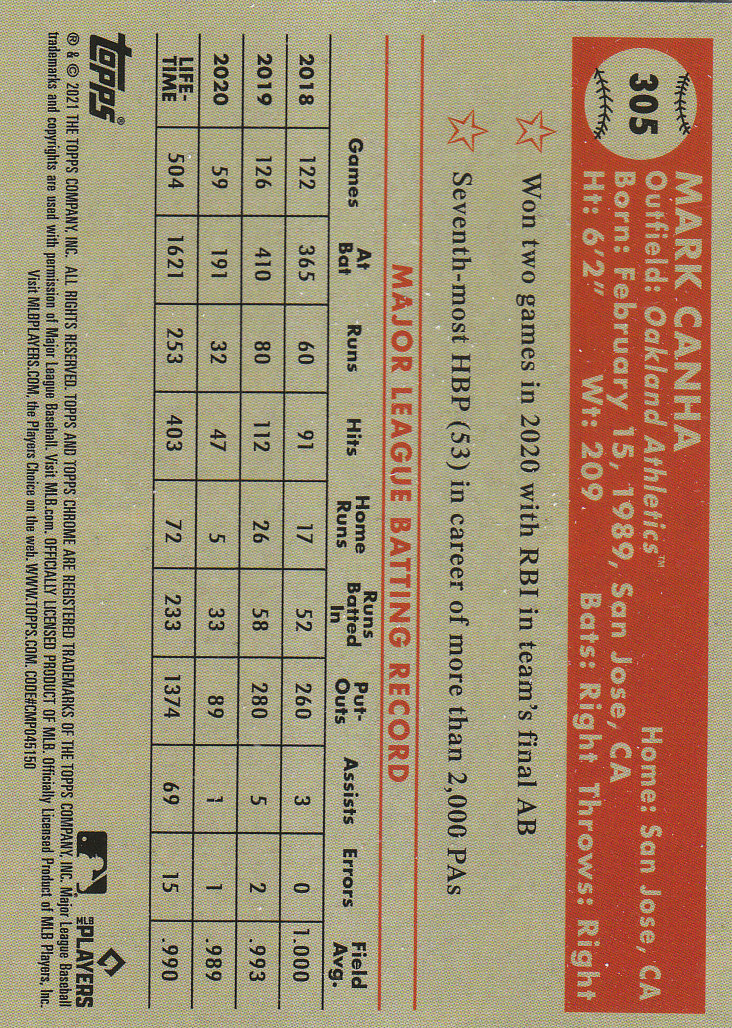 305
MARK CANHA
Outfield: Oakland Athletics™ Home: San Jose, CA
Born: February 15, 1989, San Jose, CA
Ht: 6'2" Wt: 209 Bats: Right Throws: Right
Won two games in 2020 with RBI in team's final AB
Seventh-most HBP (53) in career of more than 2,000 PAs
MAJOR LEAGUE BATTING RECORD
Games At Bat Runs Hits Home Runs Runs Batted In Put-Outs Assists Errors Field Avg.
2018 122 365 60 91 17 52 260 3 0 1.000
2019 126 410 80 112 26 58 280 5 2 .993
2020 59 191 32 47 5 33 89 1 1 .989
LIFE-TIME 504 1621 253 403 72 233 1374 69 15 .990
topps®
MLB PLAYERS
® & © 2021 THE TOPPS COMPANY, INC. ALL RIGHTS RESERVED. TOPPS AND TOPPS CHROME ARE REGISTERED TRADEMARKS OF THE TOPPS COMPANY, INC. Major League Baseball
trademarks and copyrights are used with permission of Major League Baseball. Visit MLB.com. OFFICIALLY LICENSED PRODUCT OF MLB. Officially Licensed Product of MLB Players, Inc.
Visit MLBPLAYERS.COM, the Players Choice on the web. WWW.TOPPS.COM. CODE#CMP045150